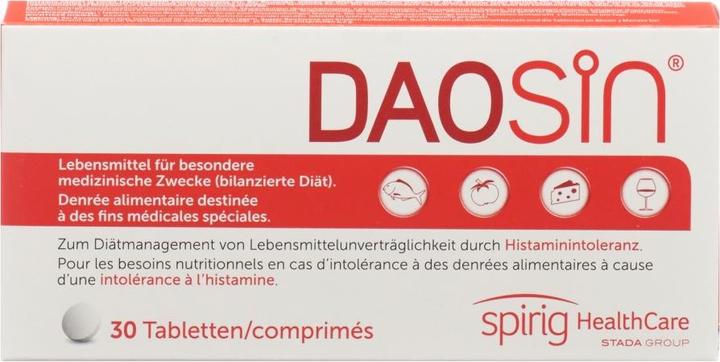 DAOSiN®
Lebensmittel für besondere
medizinische Zwecke (bilanzierte Diät).
Denrée alimentaire destinée
à des fins médicales spéciales.
Zum Diätmanagement von Lebensmittelunverträglichkeit durch Histaminintoleranz.
Pour les besoins nutritionnels en cas d'intolérance à des denrées alimentaires à cause
d'une intolérance à l'histamine.
30 Tabletten/comprimés
spirig HealthCare
STADA GROUP